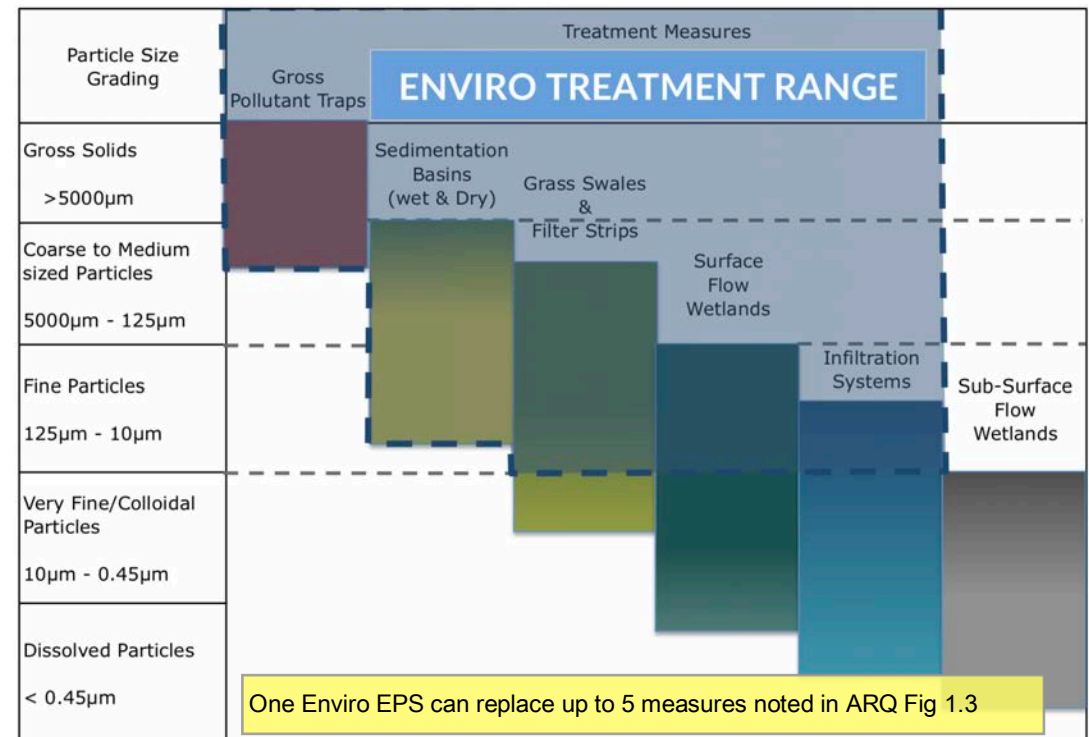 Particle Size
Grading
Treatment Measures
Gross
Pollutant Traps
ENVIRO TREATMENT RANGE
Gross Solids
>5000µm
Sedimentation
Basins
(wet & Dry)
Grass Swales
&
Filter Strips
Coarse to Medium
sized Particles
5000µm - 125µm
Surface
Flow
Wetlands
Fine Particles
125µm - 10µm
Infiltration
Systems
Sub-Surface
Flow
Wetlands
Very Fine/Colloidal
Particles
10µm - 0.45µm
Dissolved Particles
< 0.45µm
One Enviro EPS can replace up to 5 measures noted in ARQ Fig 1.3